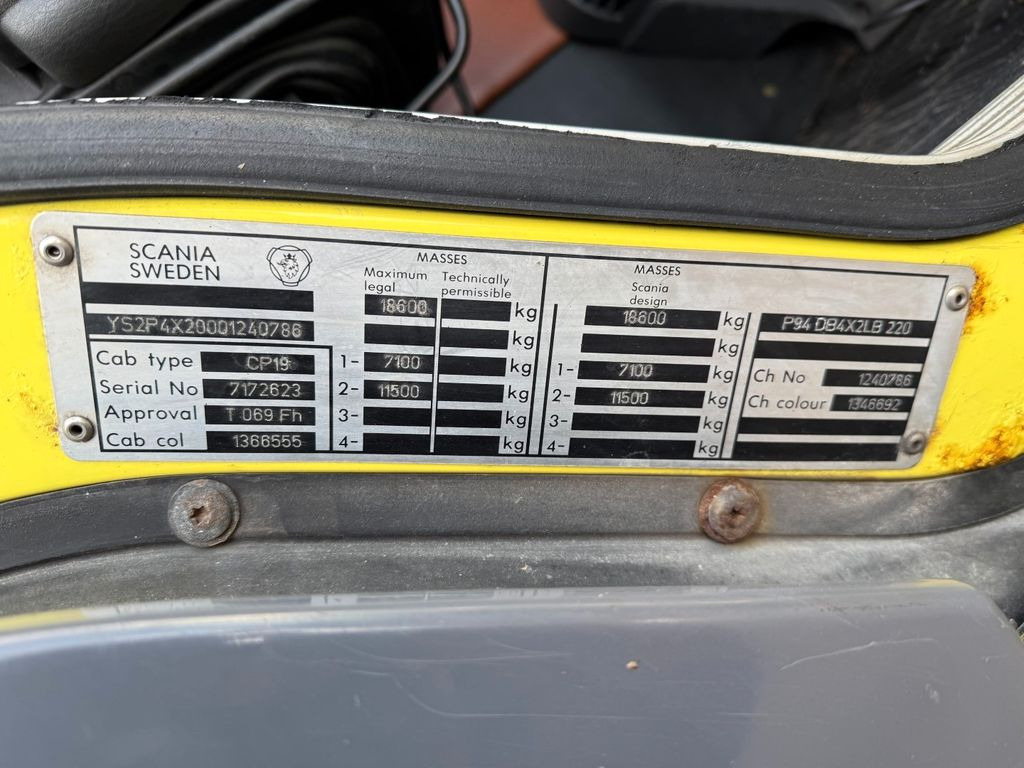 SCANIA
SWEDEN
YS2P4X20001240786
Cab type CP19
Serial No 7172623
Approval T 069 Fh
Cab col 1366555
MASSES
Maximum legal
Technically permissible
18600 kg
kg
1- 7100 kg
2- 11500 kg
3- kg
4- kg
MASSES
Scania design
18600 kg
kg
1- 7100 kg
2- 11500 kg
3- kg
4- kg
P94 DB4X2LB 220
Ch No 1240786
Ch colour 1346692